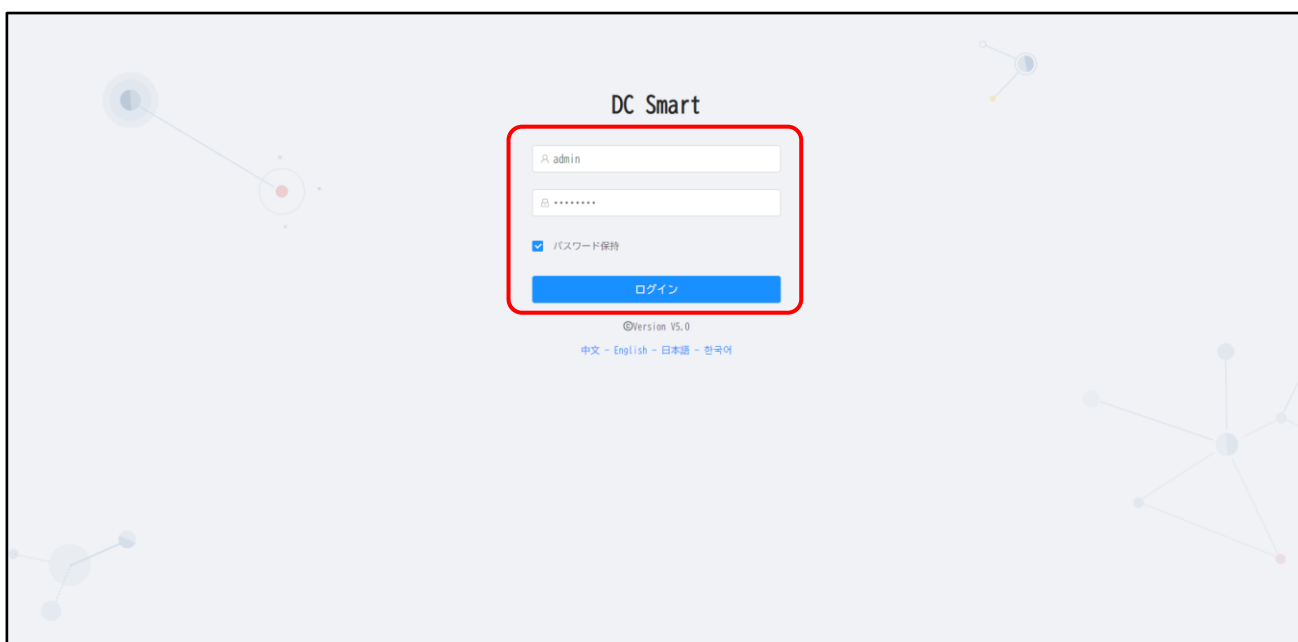 DC Smart
admin
••••••••
パスワード保持
ログイン
©Version V5.0
中文 - English - 日本語 - 한국어